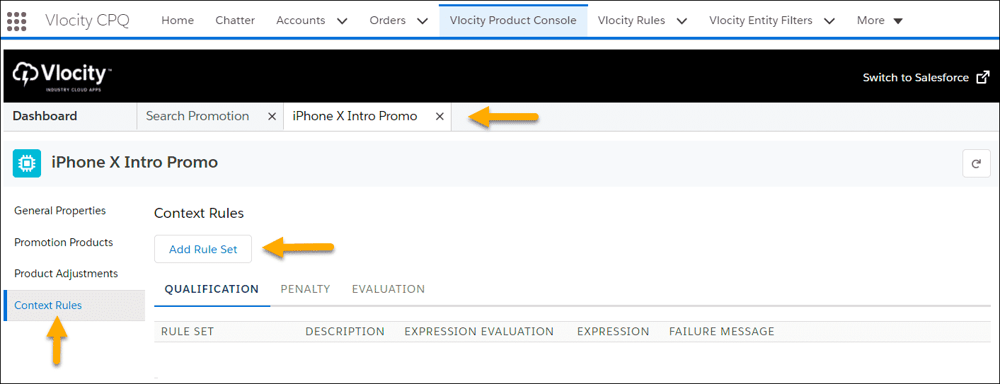 Vlocity CPQ Home Chatter Accounts Orders Vlocity Product Console Vlocity Rules Vlocity Entity Filters More
Vlocity™
INDUSTRY CLOUD APPS
Switch to Salesforce
Dashboard Search Promotion iPhone X Intro Promo
iPhone X Intro Promo
General Properties
Promotion Products
Product Adjustments
Context Rules
Context Rules
Add Rule Set
QUALIFICATION PENALTY EVALUATION
RULE SET DESCRIPTION EXPRESSION EVALUATION EXPRESSION FAILURE MESSAGE